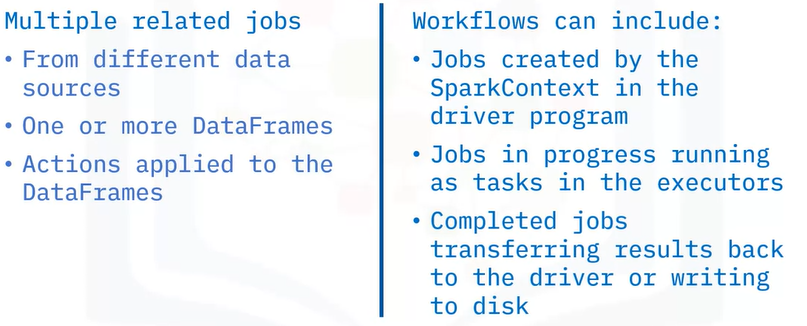 Multiple related jobs
• From different data
sources
• One or more DataFrames
• Actions applied to the
DataFrames
Workflows can include:
• Jobs created by the
SparkContext in the
driver program
• Jobs in progress running
as tasks in the executors
• Completed jobs
transferring results back
to the driver or writing
to disk